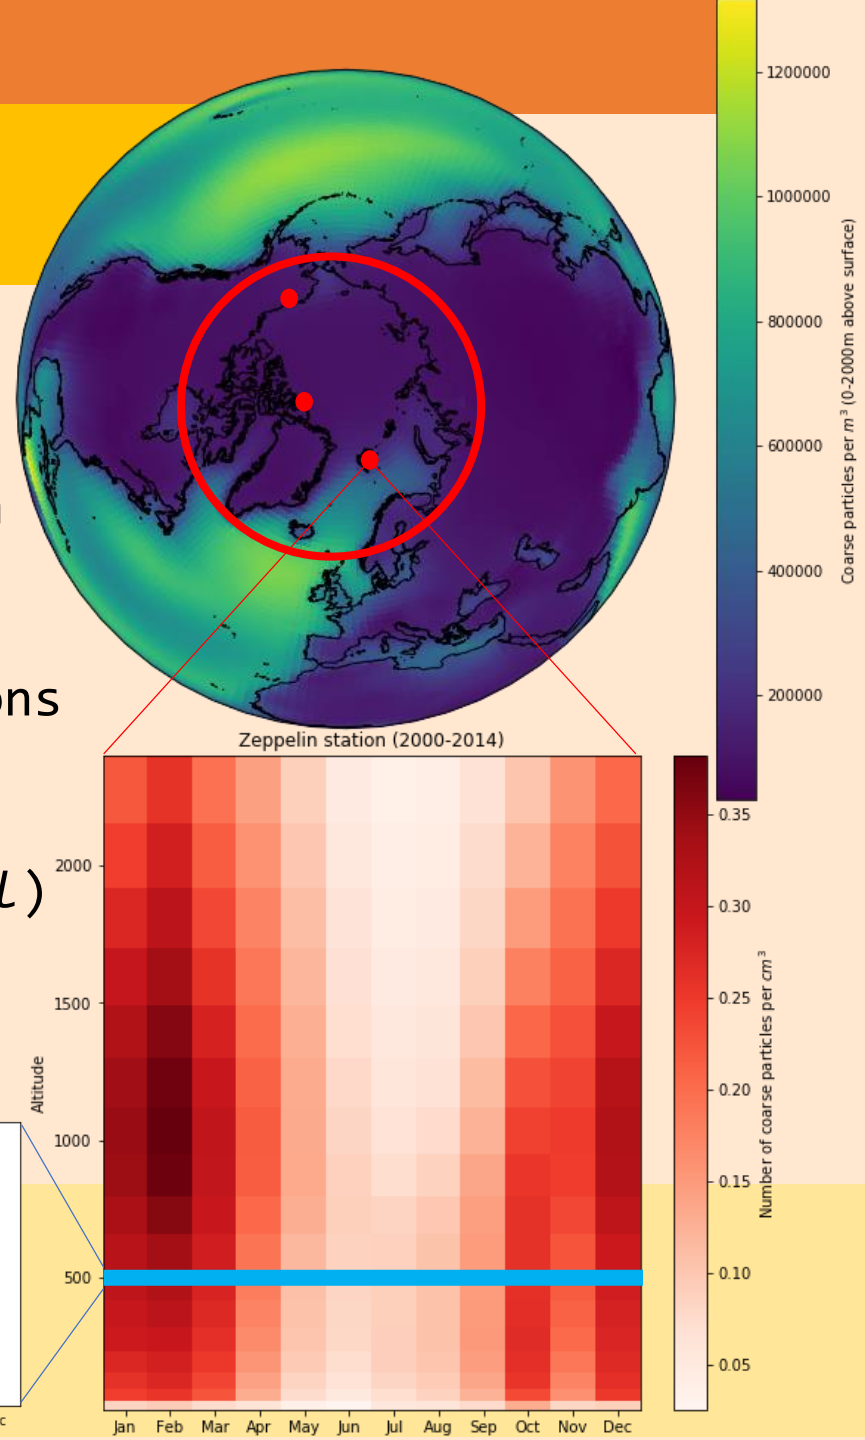 1200000
1000000
800000
600000
400000
200000
Coarse particles per m³ (0-2000m above surface)
ons
l)
Zeppelin station (2000-2014)
2000
1500
1000
500
Altitude
Jan Feb Mar Apr May Jun Jul Aug Sep Oct Nov Dec
0.35
0.30
0.25
0.20
0.15
0.10
0.05
Number of coarse particles per cm³
c